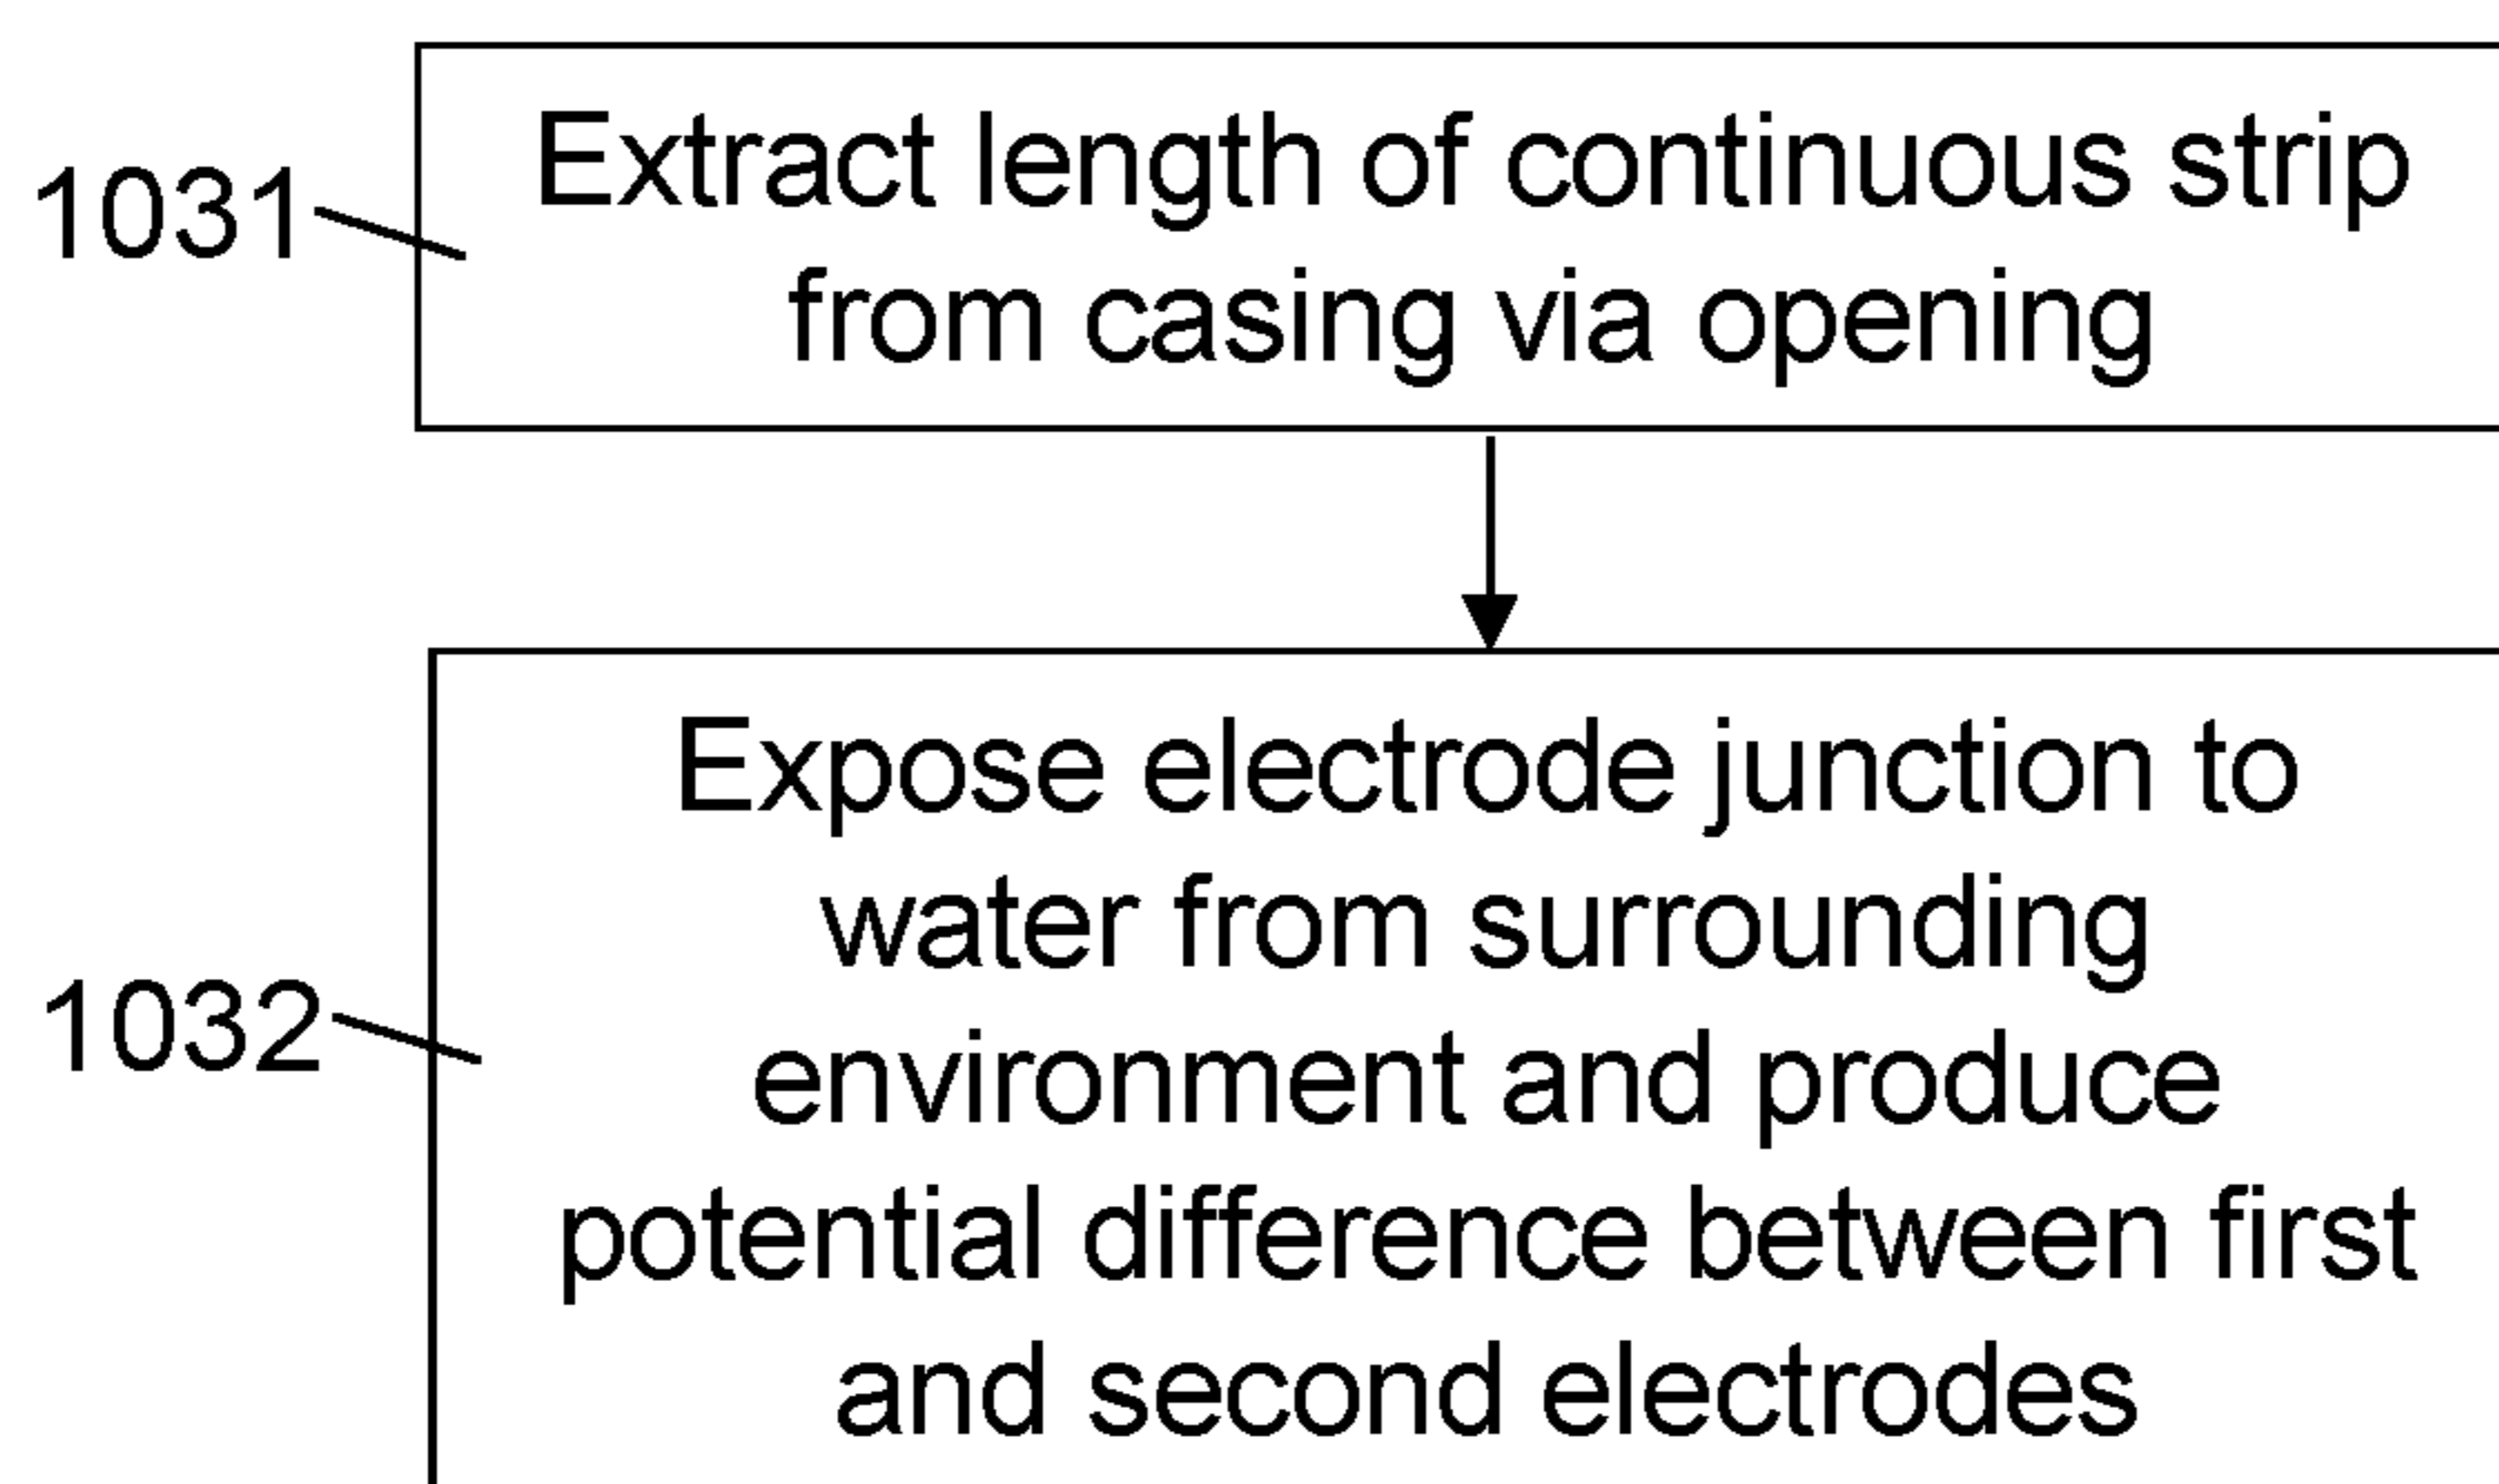 1031
Extract length of continuous strip
from casing via opening
1032
Expose electrode junction to
water from surrounding
environment and produce
potential difference between first
and second electrodes